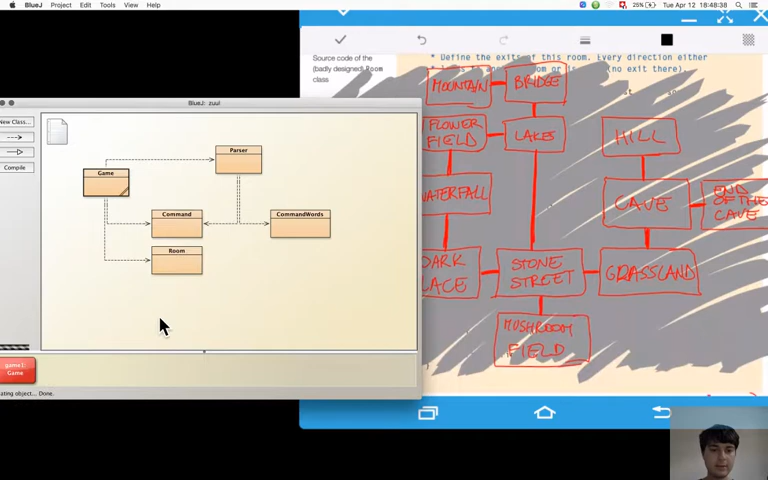 BlueJ Project Edit Tools View Window Help
25% Tue Apr 12 18:48:38
BlueJ: zuul
New Class...
Compile
Parser
Game
Command
CommandWords
Room
game1:
Game
ating object... Done.
Source code of the
(badly designed) Room
class
* Define the exits of this room. Every direction either
(no exit there).
MOUNTAIN
BRIDGE
FLOWER
FIELD
LAKES
HILL
WATERFALL
CAVE
END
OF THE
CAVE
DARK
LACE
STONE
STREET
GRASSLAND
MUSHROOM
FIELD